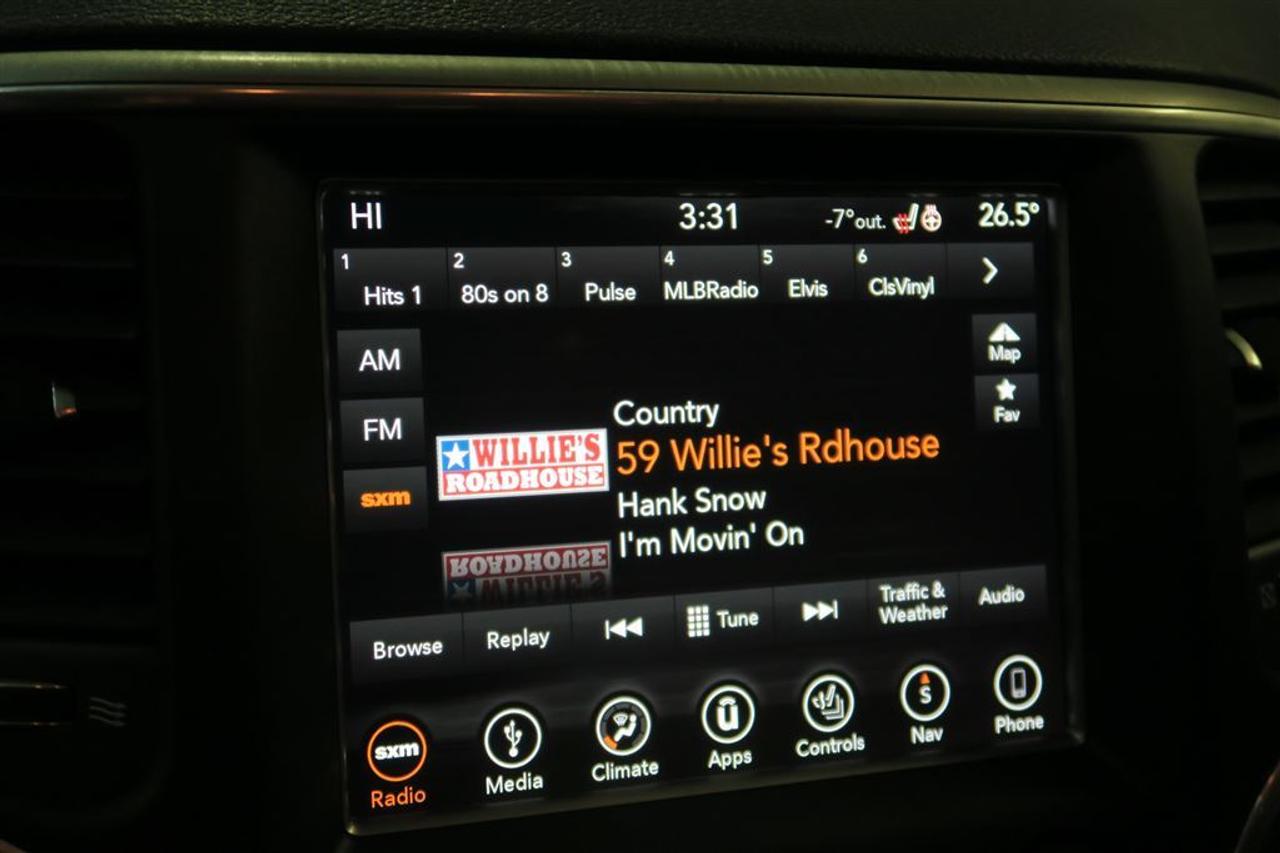 HI 3:31 -7°out. 26.5°
1 2 3 4 5 6
Hits 1 80s on 8 Pulse MLBRadio Elvis ClsVinyl
AM
FM
sxm
Map
Fav
WILLIE'S
ROADHOUSE
Country
59 Willie's Rdhouse
Hank Snow
I'm Movin' On
ROADHOUSE
WILLIE'S
Browse Replay Tune Traffic & Weather Audio
sxm u S
Radio Media Climate Apps Controls Nav Phone